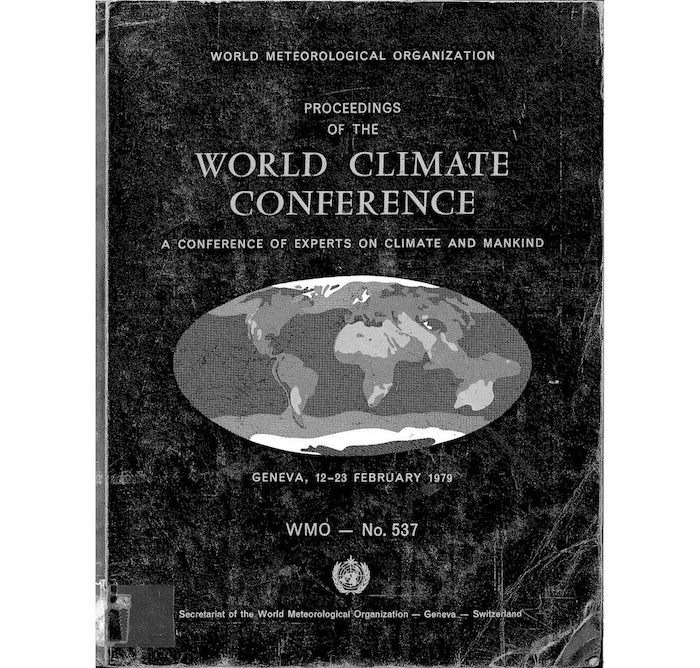 WORLD METEOROLOGICAL ORGANIZATION
PROCEEDINGS
OF THE
WORLD CLIMATE
CONFERENCE
A CONFERENCE OF EXPERTS ON CLIMATE AND MANKIND
GENEVA, 12–23 FEBRUARY 1979
WMO — No. 537
Secretariat of the World Meteorological Organization — Geneva — Switzerland